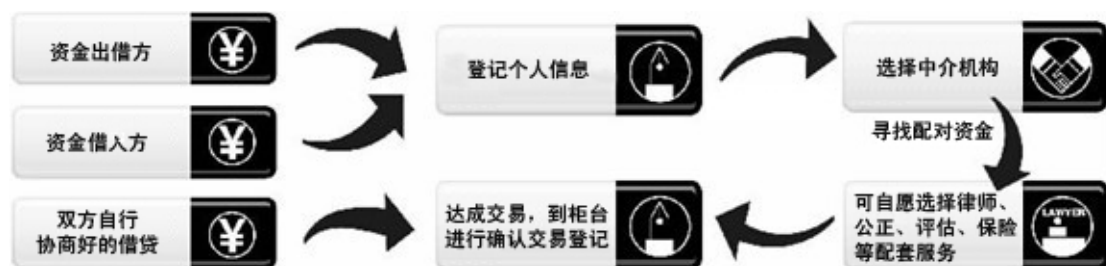 资金出借方
¥
登记个人信息
选择中介机构
寻找配对资金
资金借入方
¥
双方自行
协商好的借贷
¥
达成交易，到柜台
进行确认交易登记
可自愿选择律师、
公正、评估、保险
等配套服务
LAWYER